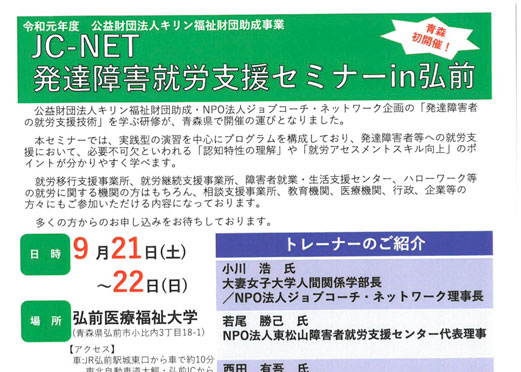 令和元年度　公益財団法人キリン福祉財団助成事業
青森
初開催！
JC-NET
発達障害就労支援セミナーin弘前
公益財団法人キリン福祉財団助成・NPO法人ジョブコーチ・ネットワーク企画の「発達障害者
の就労支援技術」を学ぶ研修が、青森県で開催の運びとなりました。
本セミナーでは、実践型の演習を中心にプログラムを構成しており、発達障害者等への就労支
援において、必要不可欠といわれる「認知特性の理解」や「就労アセスメントスキル向上」のポ
イントが分かりやすく学べます。
就労移行支援事業所、就労継続支援事業所、障害者就業・生活支援センター、ハローワーク等
の就労に関する機関の方はもちろん、相談支援事業所、教育機関、医療機関、行政、企業等の
方々にもご参加いただける内容になっております。
多くの方からのお申し込みをお待ちしております。
日　時
9月21日(土)
～22日(日)
場　所
弘前医療福祉大学
(青森県弘前市小比内3丁目18-1)
【アクセス】
車:JR弘前駅城東口から車で約10分
東北自動車道大鰐・弘前ICから
トレーナーのご紹介
小川　浩　氏
大妻女子大学人間関係学部長
／NPO法人ジョブコーチ・ネットワーク理事長
若尾　勝己　氏
NPO法人東松山障害者就労支援センター代表理事
西田　有吾　氏